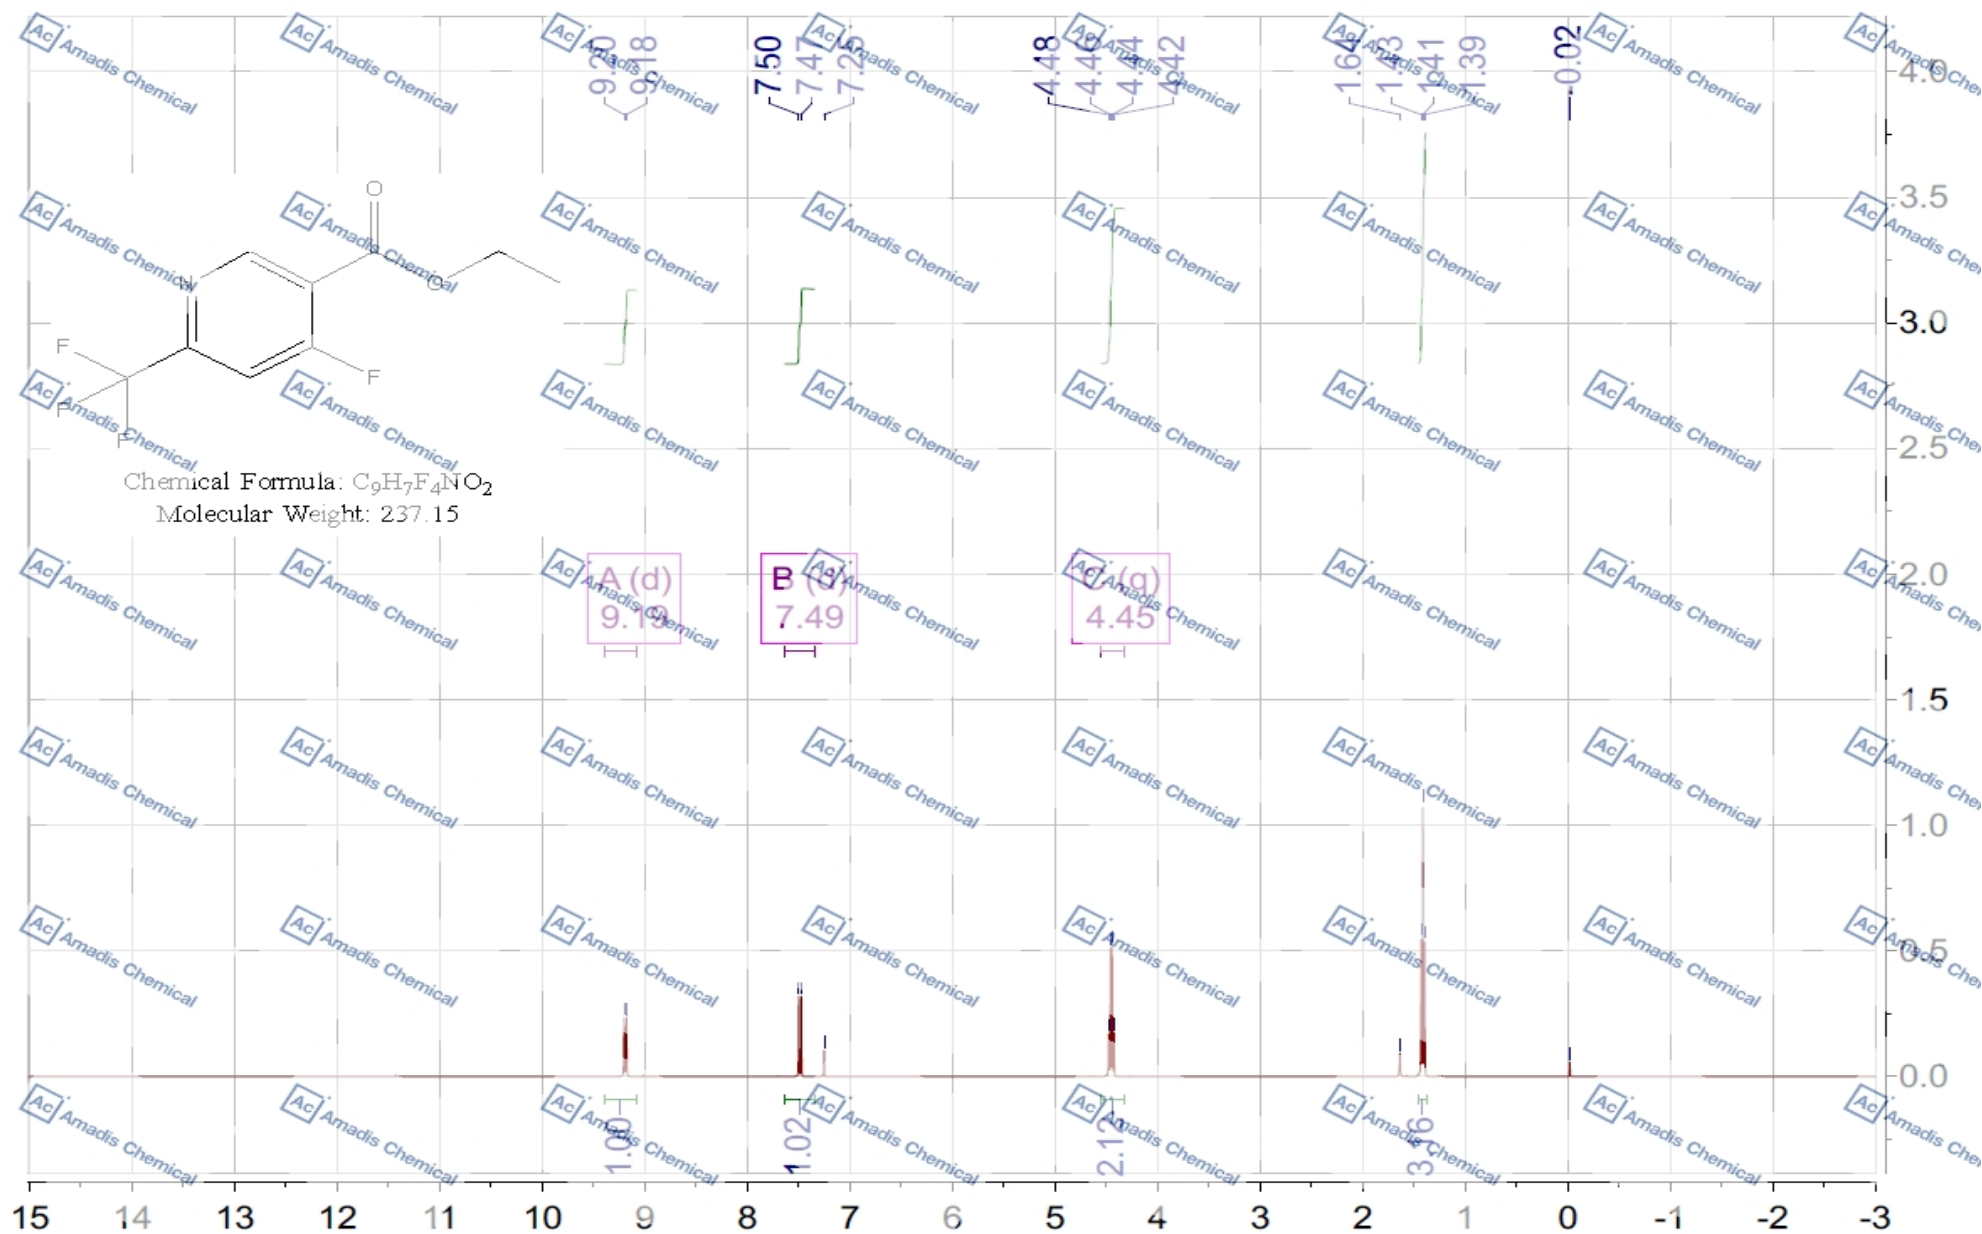 9.20 9.18 7.50 7.47 7.25 4.48 4.46 4.44 4.42 1.64 1.43 1.41 1.39 -0.02
4.0
3.5
3.0
2.5
2.0
1.5
1.0
0.5
0.0
O
N
O
F
F
F
F
Chemical Formula: C₉H₇F₄NO₂
Molecular Weight: 237.15
A (d)
9.19
B (d)
7.49
C (q)
4.45
1.00 1.02 2.12 3.16
15 14 13 12 11 10 9 8 7 6 5 4 3 2 1 0 -1 -2 -3
Ac Amadis Chemical